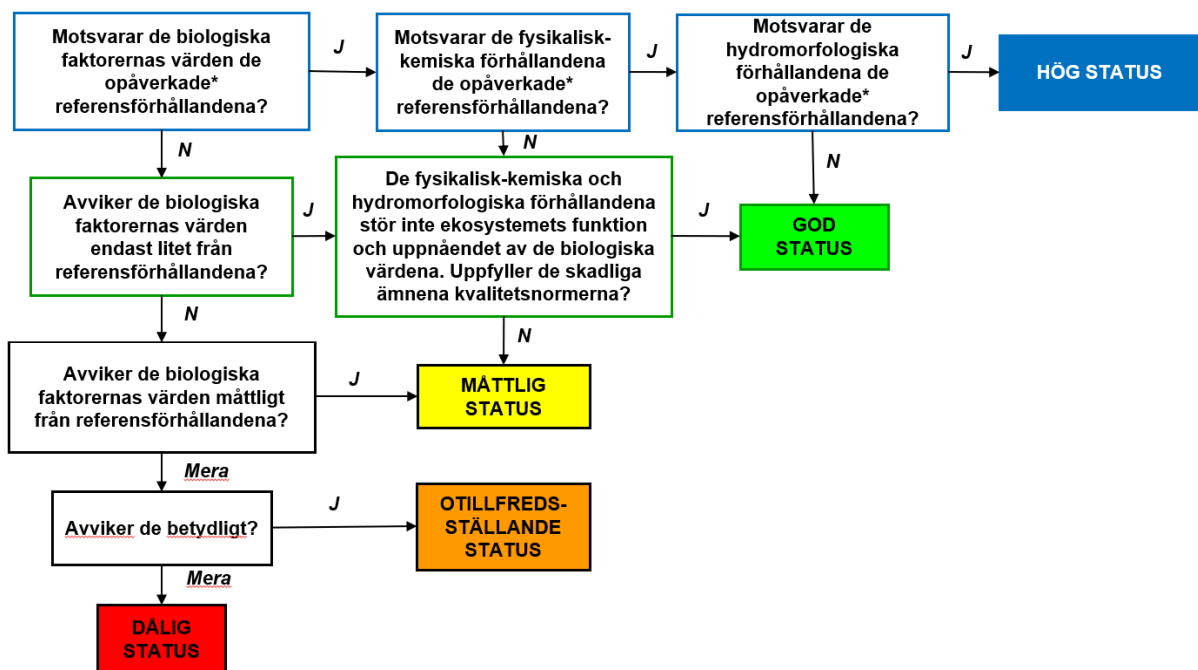 Motsvarar de biologiska
faktorernas värden de
opåverkade*
referensförhållandena?
J
Motsvarar de fysikalisk-
kemiska förhållandena
de opåverkade*
referensförhållandena?
J
Motsvarar de
hydromorfologiska
förhållandena de
opåverkade*
referensförhållandena?
J
HÖG STATUS
N
N
N
Avviker de biologiska
faktorernas värden
endast litet från
referensförhållandena?
J
De fysikalisk-kemiska och
hydromorfologiska förhållandena
stör inte ekosystemets funktion
och uppnåendet av de biologiska
värdena. Uppfyller de skadliga
ämnena kvalitetsnormerna?
J
GOD
STATUS
N
N
Avviker de biologiska
faktorernas värden måttligt
från referensförhållandena?
J
MÅTTLIG
STATUS
Mera
Avviker de betydligt?
J
OTILLFREDS-
STÄLLANDE
STATUS
Mera
DÅLIG
STATUS